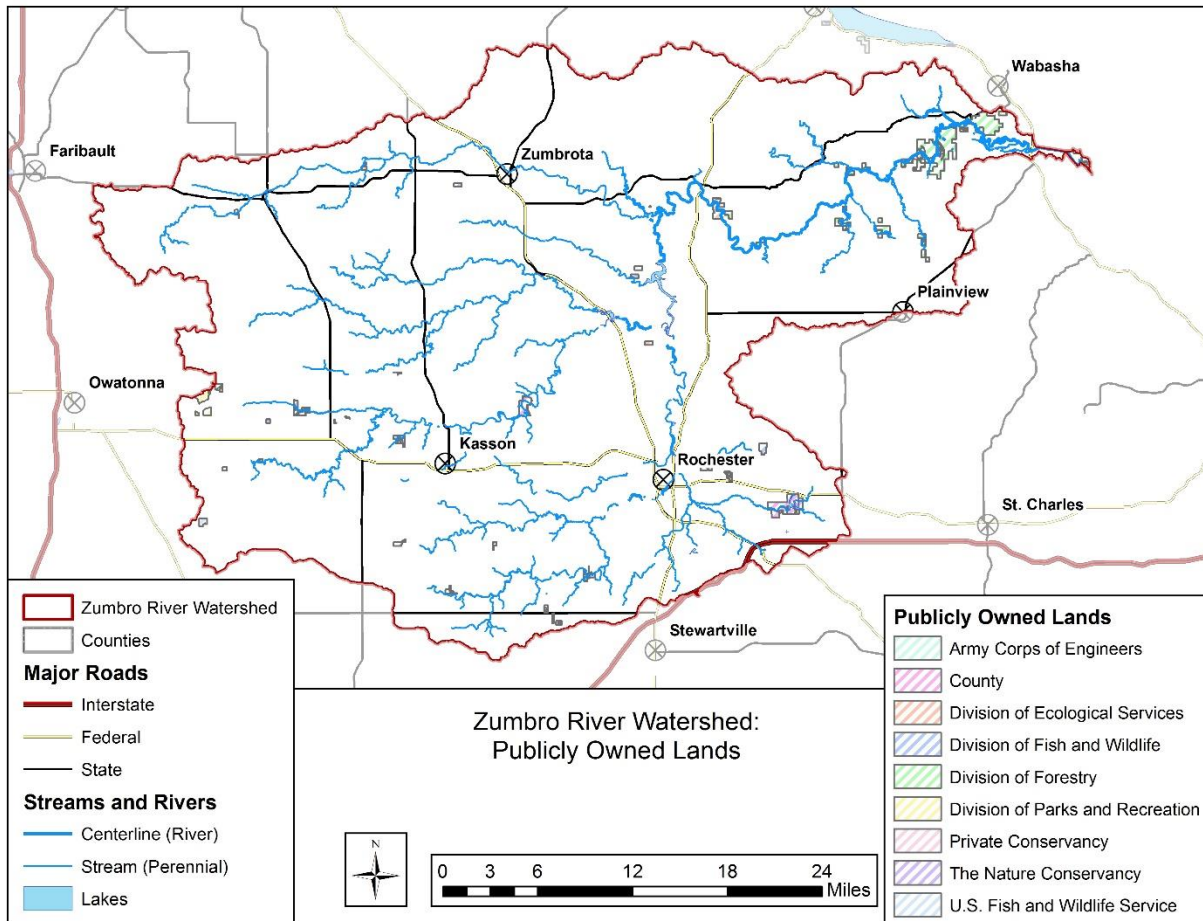 Wabasha
Faribault
Zumbrota
Plainview
Owatonna
Kasson
Rochester
St. Charles
Stewartville
Zumbro River Watershed
Counties
Major Roads
Interstate
Federal
State
Streams and Rivers
Centerline (River)
Stream (Perennial)
Lakes
Zumbro River Watershed:
Publicly Owned Lands
N
0 3 6 12 18 24
Miles
Publicly Owned Lands
Army Corps of Engineers
County
Division of Ecological Services
Division of Fish and Wildlife
Division of Forestry
Division of Parks and Recreation
Private Conservancy
The Nature Conservancy
U.S. Fish and Wildlife Service